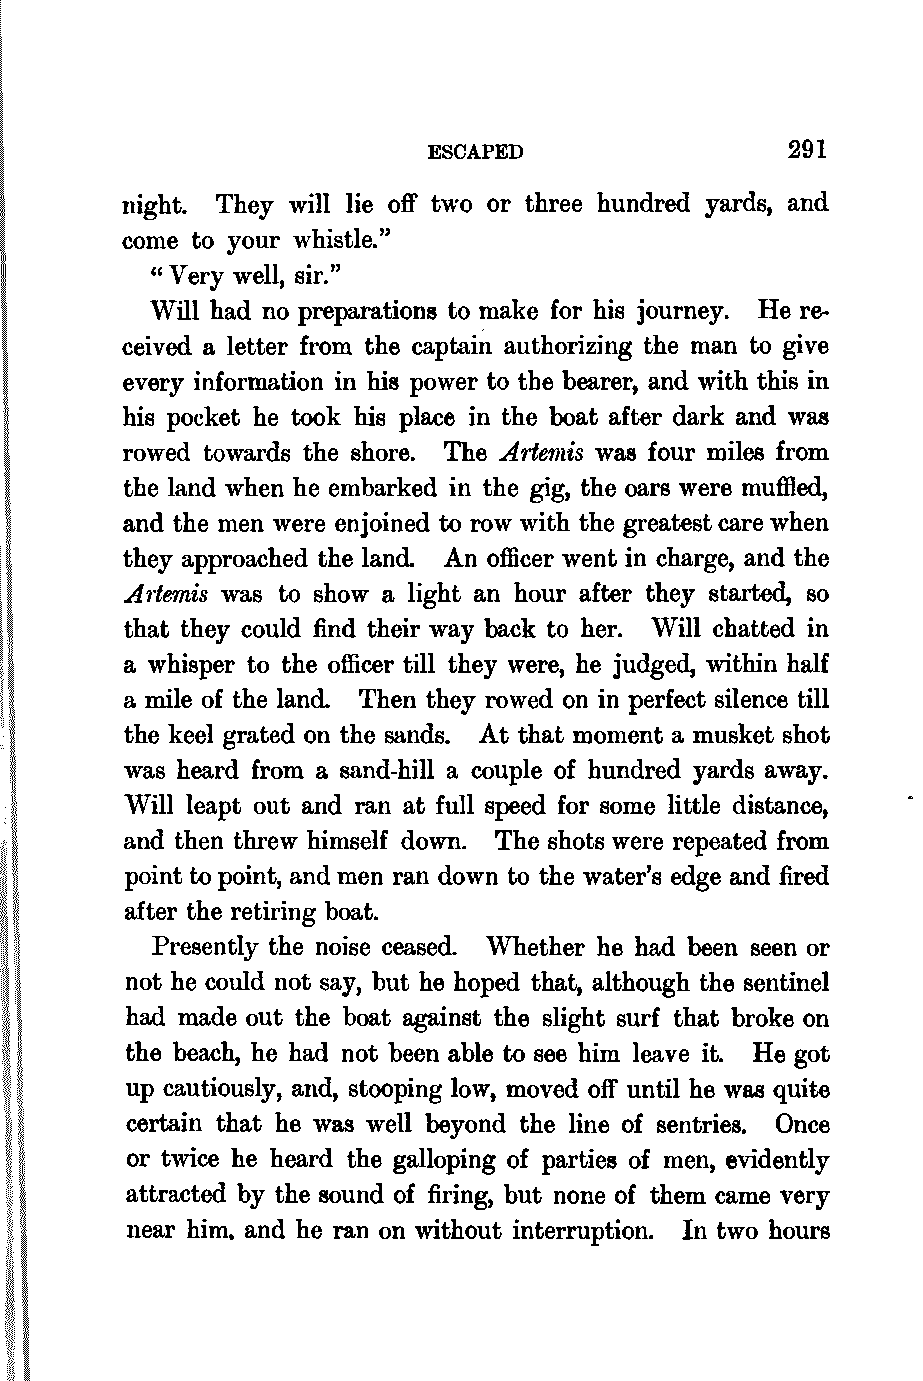 ESCAPED 291
night. They will lie off two or three hundred yards, and
come to your whistle.”
“Very well, sir.”
Will had no preparations to make for his journey. He re-
ceived a letter from the captain authorizing the man to give
every information in his power to the bearer, and with this in
his pocket he took his place in the boat after dark and was
rowed towards the shore. The Artemis was four miles from
the land when he embarked in the gig, the oars were muffled,
and the men were enjoined to row with the greatest care when
they approached the land. An officer went in charge, and the
Artemis was to show a light an hour after they started, so
that they could find their way back to her. Will chatted in
a whisper to the officer till they were, he judged, within half
a mile of the land. Then they rowed on in perfect silence till
the keel grated on the sands. At that moment a musket shot
was heard from a sand-hill a couple of hundred yards away.
Will leapt out and ran at full speed for some little distance,
and then threw himself down. The shots were repeated from
point to point, and men ran down to the water’s edge and fired
after the retiring boat.
Presently the noise ceased. Whether he had been seen or
not he could not say, but he hoped that, although the sentinel
had made out the boat against the slight surf that broke on
the beach, he had not been able to see him leave it. He got
up cautiously, and, stooping low, moved off until he was quite
certain that he was well beyond the line of sentries. Once
or twice he heard the galloping of parties of men, evidently
attracted by the sound of firing, but none of them came very
near him, and he ran on without interruption. In two hours